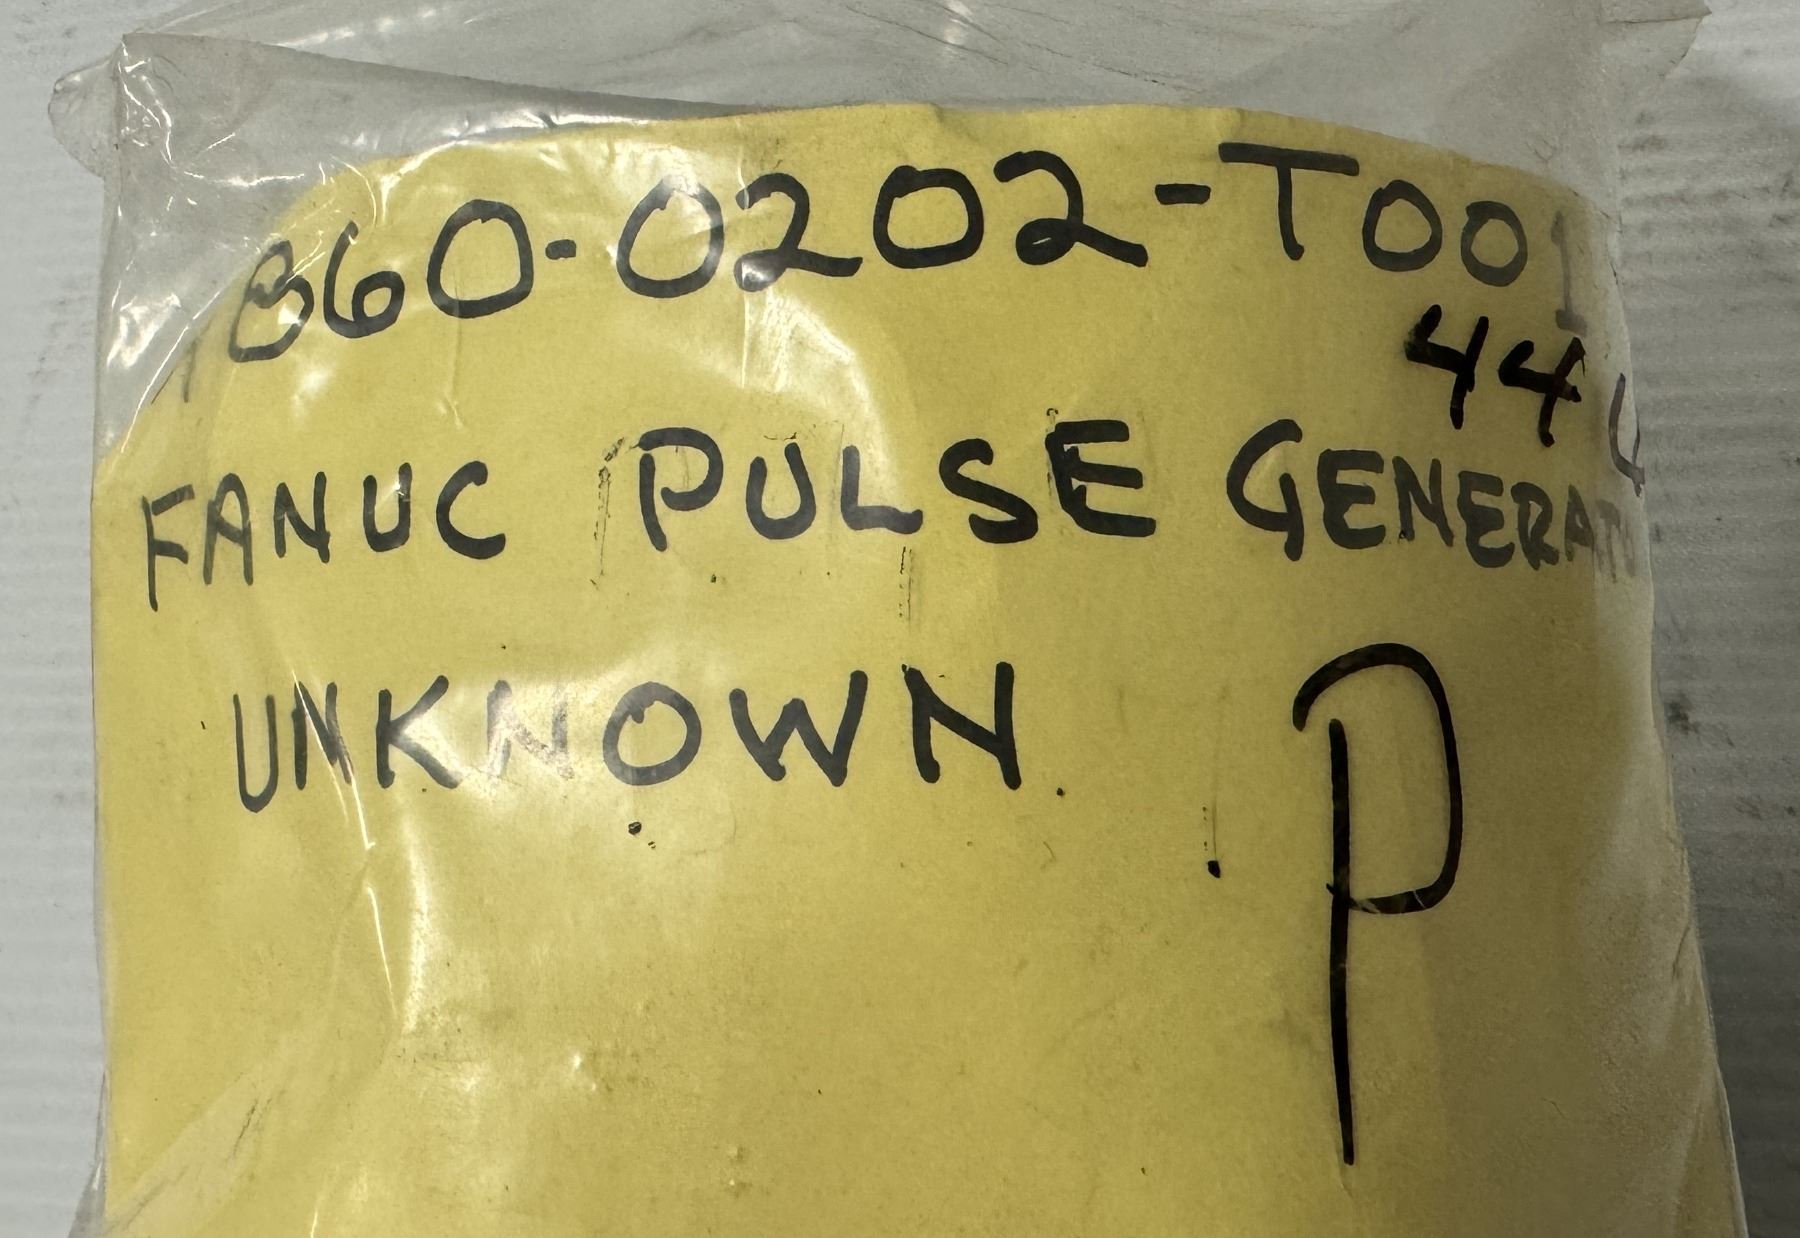 860-0202-T001
44
FANUC PULSE GENERAT
UNKNOWN
P